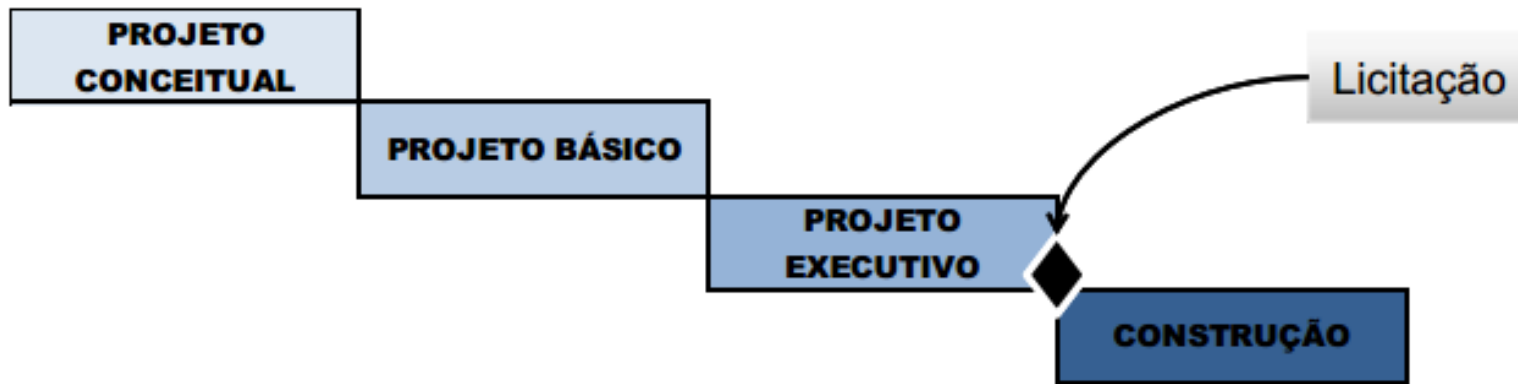 PROJETO
CONCEITUAL
Licitação
PROJETO BÁSICO
PROJETO
EXECUTIVO
CONSTRUÇÃO